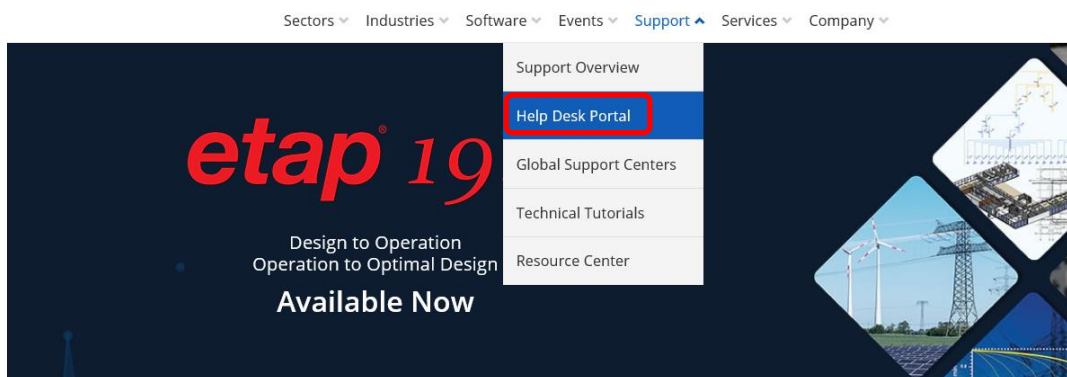 Sectors Industries Software Events Support Services Company
Support Overview
Help Desk Portal
Global Support Centers
Technical Tutorials
Resource Center
etap® 19
Design to Operation
Operation to Optimal Design
Available Now